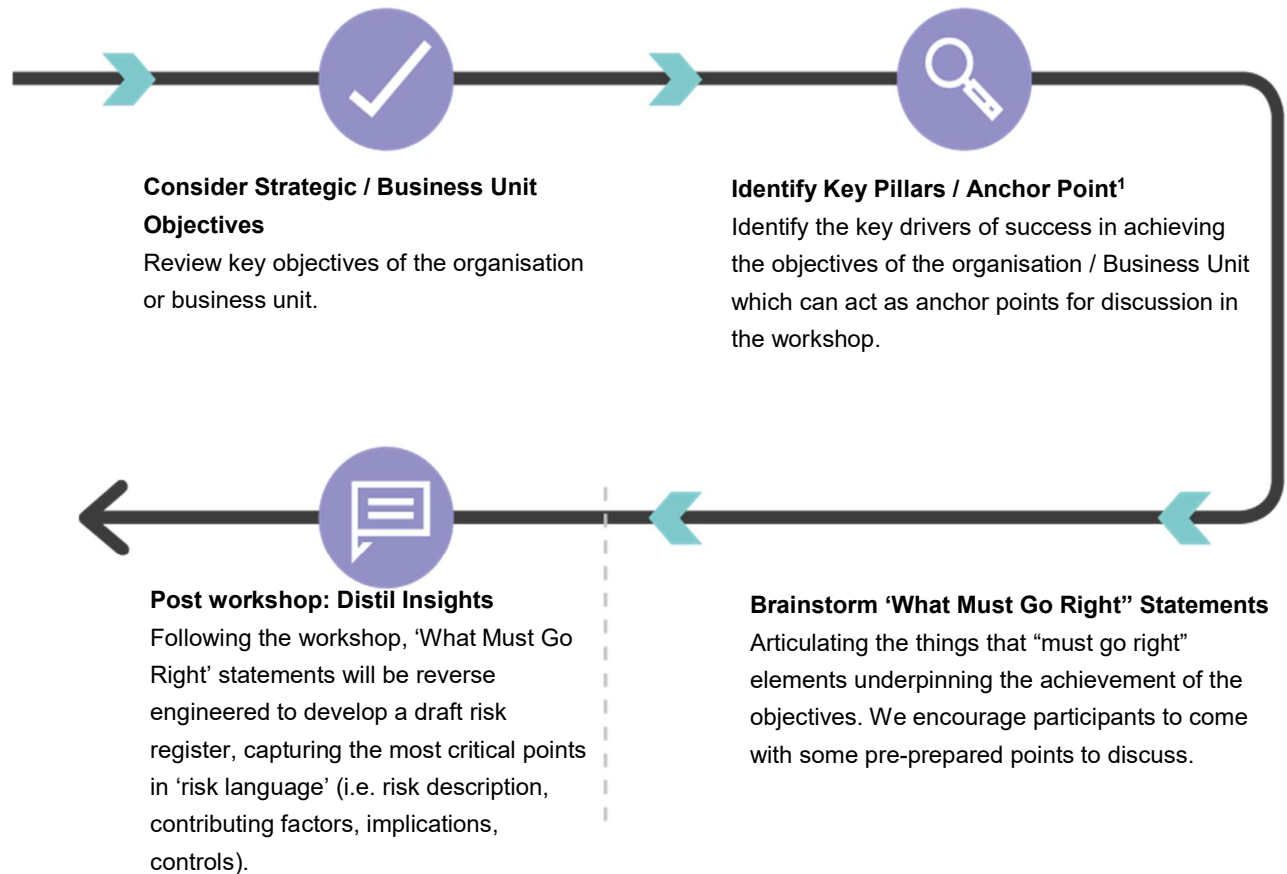 Consider Strategic / Business Unit
Objectives
Review key objectives of the organisation
or business unit.
Identify Key Pillars / Anchor Point¹
Identify the key drivers of success in achieving
the objectives of the organisation / Business Unit
which can act as anchor points for discussion in
the workshop.
Brainstorm ‘What Must Go Right” Statements
Articulating the things that “must go right”
elements underpinning the achievement of the
objectives. We encourage participants to come
with some pre-prepared points to discuss.
Post workshop: Distil Insights
Following the workshop, ‘What Must Go
Right’ statements will be reverse
engineered to develop a draft risk
register, capturing the most critical points
in ‘risk language’ (i.e. risk description,
contributing factors, implications,
controls).